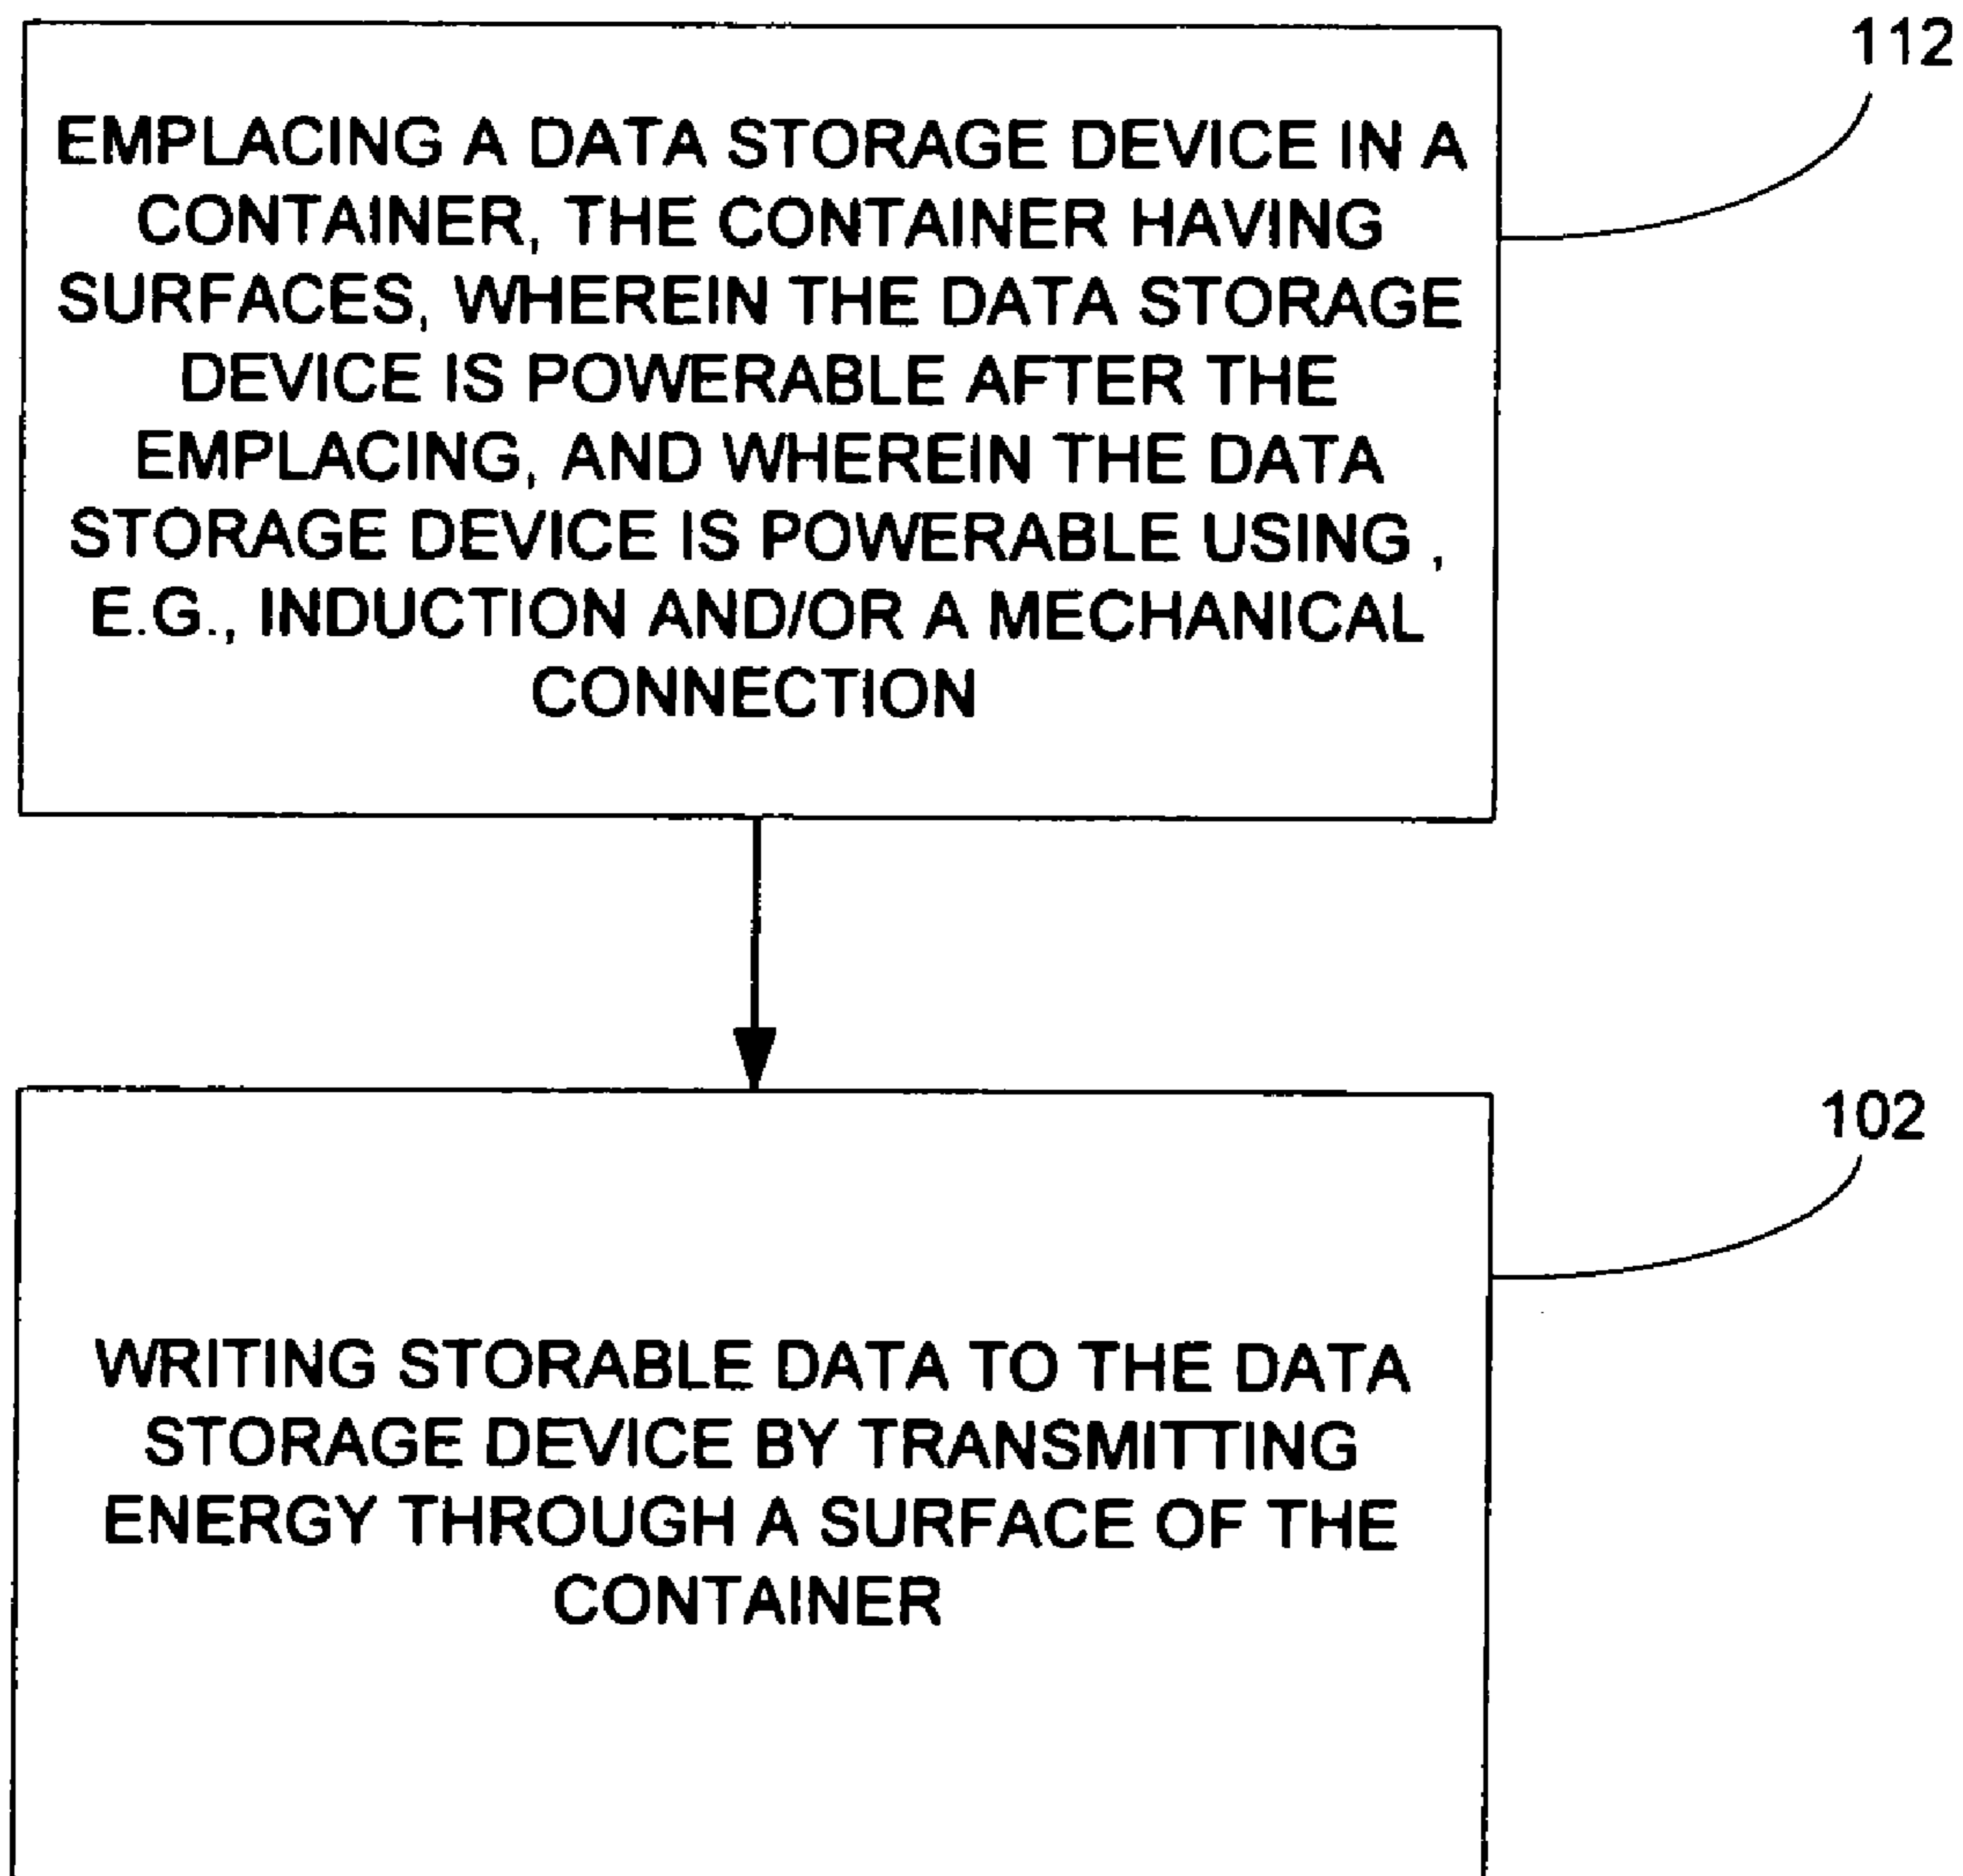 112
EMPLACING A DATA STORAGE DEVICE IN A
CONTAINER, THE CONTAINER HAVING
SURFACES, WHEREIN THE DATA STORAGE
DEVICE IS POWERABLE AFTER THE
EMPLACING, AND WHEREIN THE DATA
STORAGE DEVICE IS POWERABLE USING ,
E.G., INDUCTION AND/OR A MECHANICAL
CONNECTION
102
WRITING STORABLE DATA TO THE DATA
STORAGE DEVICE BY TRANSMITTING
ENERGY THROUGH A SURFACE OF THE
CONTAINER